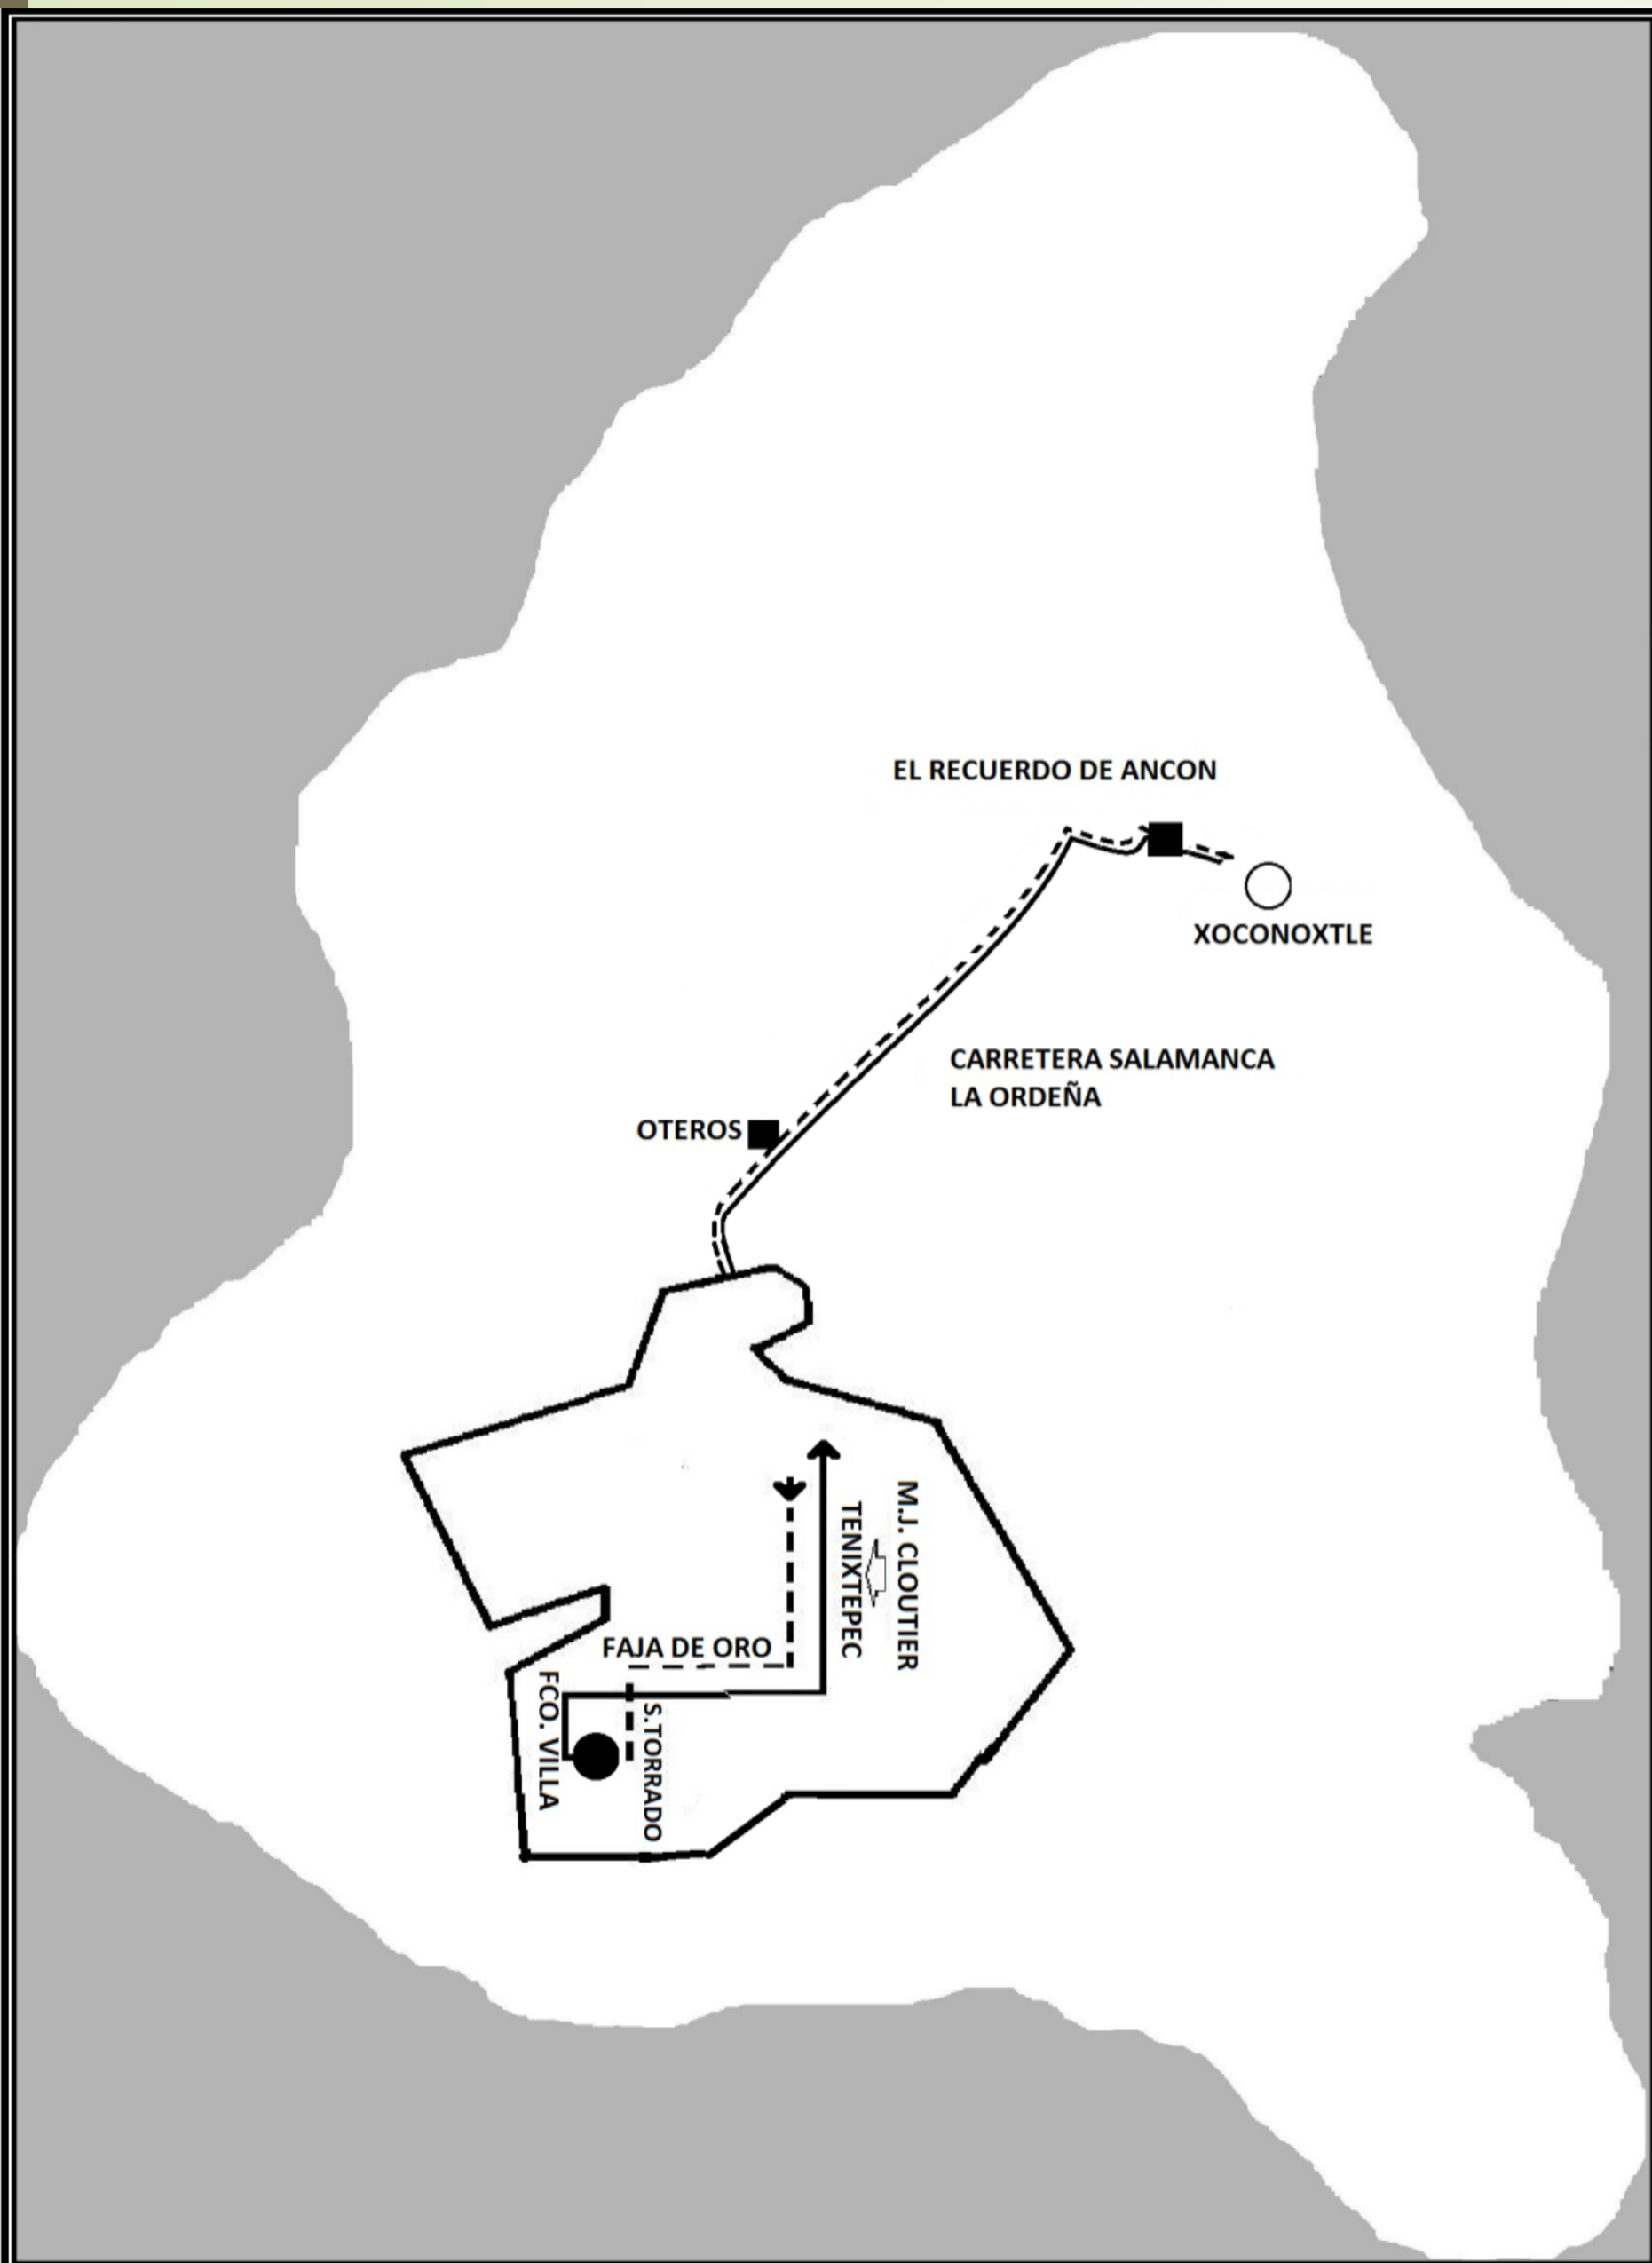 EL RECUERDO DE ANCON
XOCONOXTLE
CARRETERA SALAMANCA
LA ORDEÑA
OTEROS
M.J. CLOUTIER
TENIXTEPEC
FAJA DE ORO
FCO. VILLA
S.TORRADO